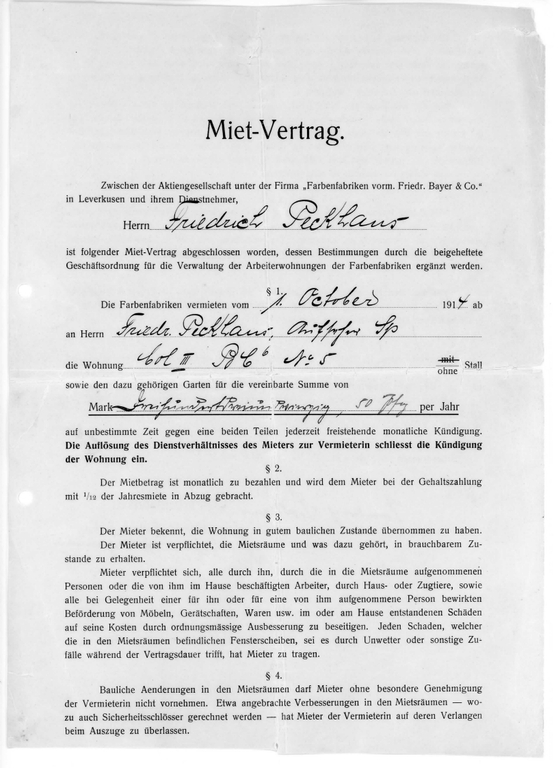 Miet-Vertrag.
Zwischen der Aktiengesellschaft unter der Firma „Farbenfabriken vorm. Friedr. Bayer & Co."
in Leverkusen und ihrem Dienstnehmer,
Herrn Friedrich Peckhaus
ist folgender Miet-Vertrag abgeschlossen worden, dessen Bestimmungen durch die beigeheftete
Geschäftsordnung für die Verwaltung der Arbeiterwohnungen der Farbenfabriken ergänzt werden.
§ 1.
Die Farbenfabriken vermieten vom 1. October 1914 ab
an Herrn Friedr. Peckhaus, Aufseher Sp
die Wohnung Col III No 5 mit
ohne Stall
sowie den dazu gehörigen Garten für die vereinbarte Summe von
Mark 50 Pfg per Jahr
auf unbestimmte Zeit gegen eine beiden Teilen jederzeit freistehende monatliche Kündigung.
Die Auflösung des Dienstverhältnisses des Mieters zur Vermieterin schliesst die Kündigung
der Wohnung ein.
§ 2.
Der Mietbetrag ist monatlich zu bezahlen und wird dem Mieter bei der Gehaltszahlung
mit 1/12 der Jahresmiete in Abzug gebracht.
§ 3.
Der Mieter bekennt, die Wohnung in gutem baulichen Zustande übernommen zu haben.
Der Mieter ist verpflichtet, die Mietsräume und was dazu gehört, in brauchbarem Zu-
stande zu erhalten.
Mieter verpflichtet sich, alle durch ihn, durch die in die Mietsräume aufgenommenen
Personen oder die von ihm im Hause beschäftigten Arbeiter, durch Haus- oder Zugtiere, sowie
alle bei Gelegenheit einer für ihn oder für eine von ihm aufgenommene Person bewirkten
Beförderung von Möbeln, Gerätschaften, Waren usw. im oder am Hause entstandenen Schäden
auf seine Kosten durch ordnungsmässige Ausbesserung zu beseitigen. Jeden Schaden, welcher
die in den Mietsräumen befindlichen Fensterscheiben, sei es durch Unwetter oder sonstige Zu-
fälle während der Vertragsdauer trifft, hat Mieter zu tragen.
§ 4.
Bauliche Aenderungen in den Mietsräumen darf Mieter ohne besondere Genehmigung
der Vermieterin nicht vornehmen. Etwa angebrachte Verbesserungen in den Mietsräumen — wo-
zu auch Sicherheitsschlösser gerechnet werden — hat Mieter der Vermieterin auf deren Verlangen
beim Auszuge zu überlassen.